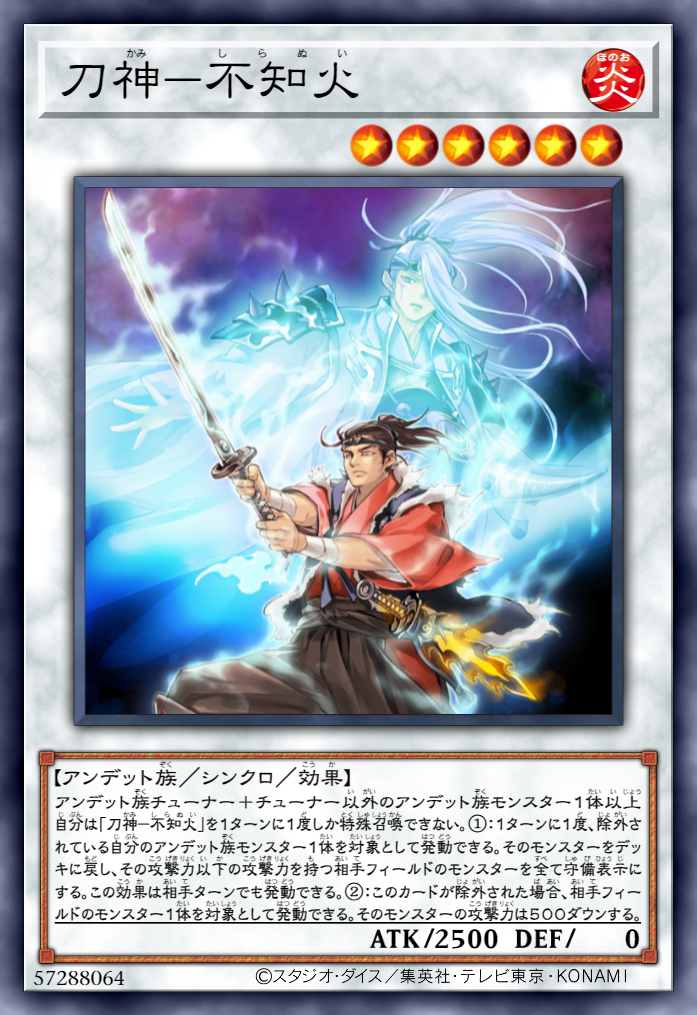 刀神－不知火
炎
【アンデット族／シンクロ／効果】
アンデット族チューナー＋チューナー以外のアンデット族モンスター１体以上
自分は「刀神－不知火」を１ターンに１度しか特殊召喚できない。①：１ターンに１度、除外さ
れている自分のアンデット族モンスター１体を対象として発動できる。そのモンスターをデッ
キに戻し、その攻撃力以下の攻撃力を持つ相手フィールドのモンスターを全て守備表示に
する。この効果は相手ターンでも発動できる。②：このカードが除外された場合、相手フィー
ルドのモンスター１体を対象として発動できる。そのモンスターの攻撃力は５００ダウンする。
ATK/2500 DEF/ 0
57288064 ©スタジオ・ダイス／集英社・テレビ東京・KONAMI